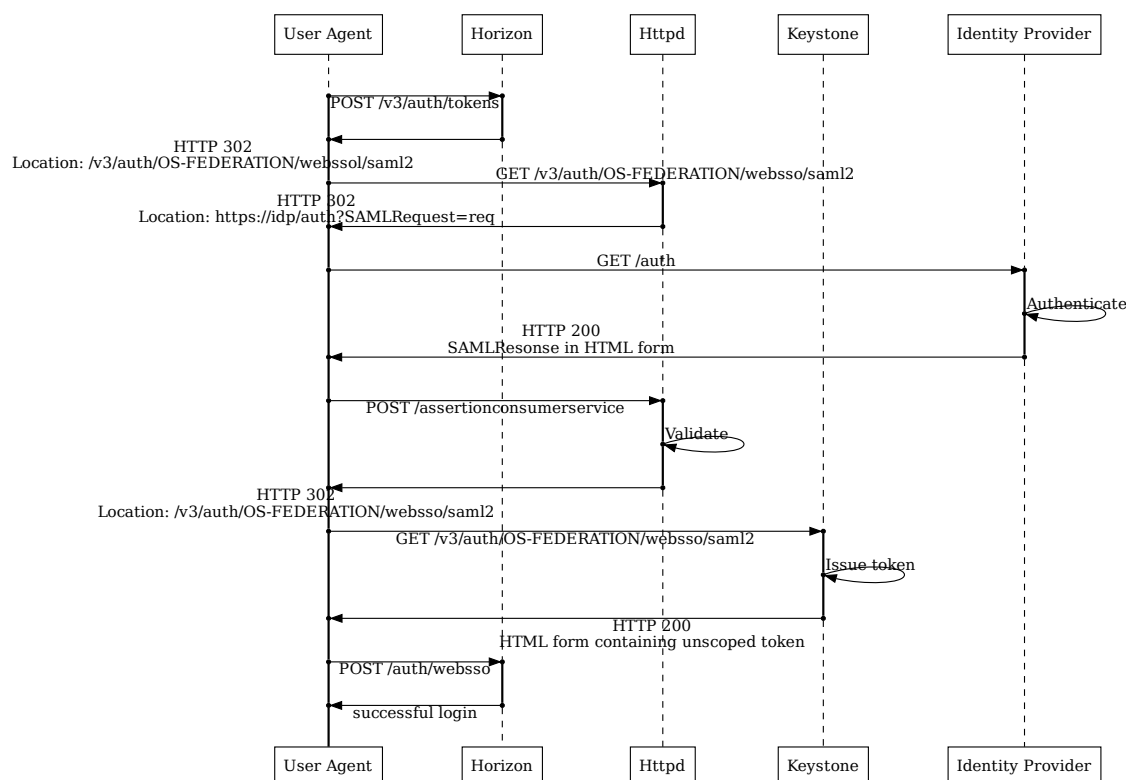 User Agent
Horizon
Httpd
Keystone
Identity Provider
POST /v3/auth/tokens
HTTP 302
Location: /v3/auth/OS-FEDERATION/webssol/saml2
GET /v3/auth/OS-FEDERATION/websso/saml2
HTTP 302
Location: https://idp/auth?SAMLRequest=req
GET /auth
Authenticate
HTTP 200
SAMLResonse in HTML form
POST /assertionconsumerservice
Validate
HTTP 302
Location: /v3/auth/OS-FEDERATION/websso/saml2
GET /v3/auth/OS-FEDERATION/websso/saml2
Issue token
HTTP 200
HTML form containing unscoped token
POST /auth/websso
successful login
User Agent
Horizon
Httpd
Keystone
Identity Provider